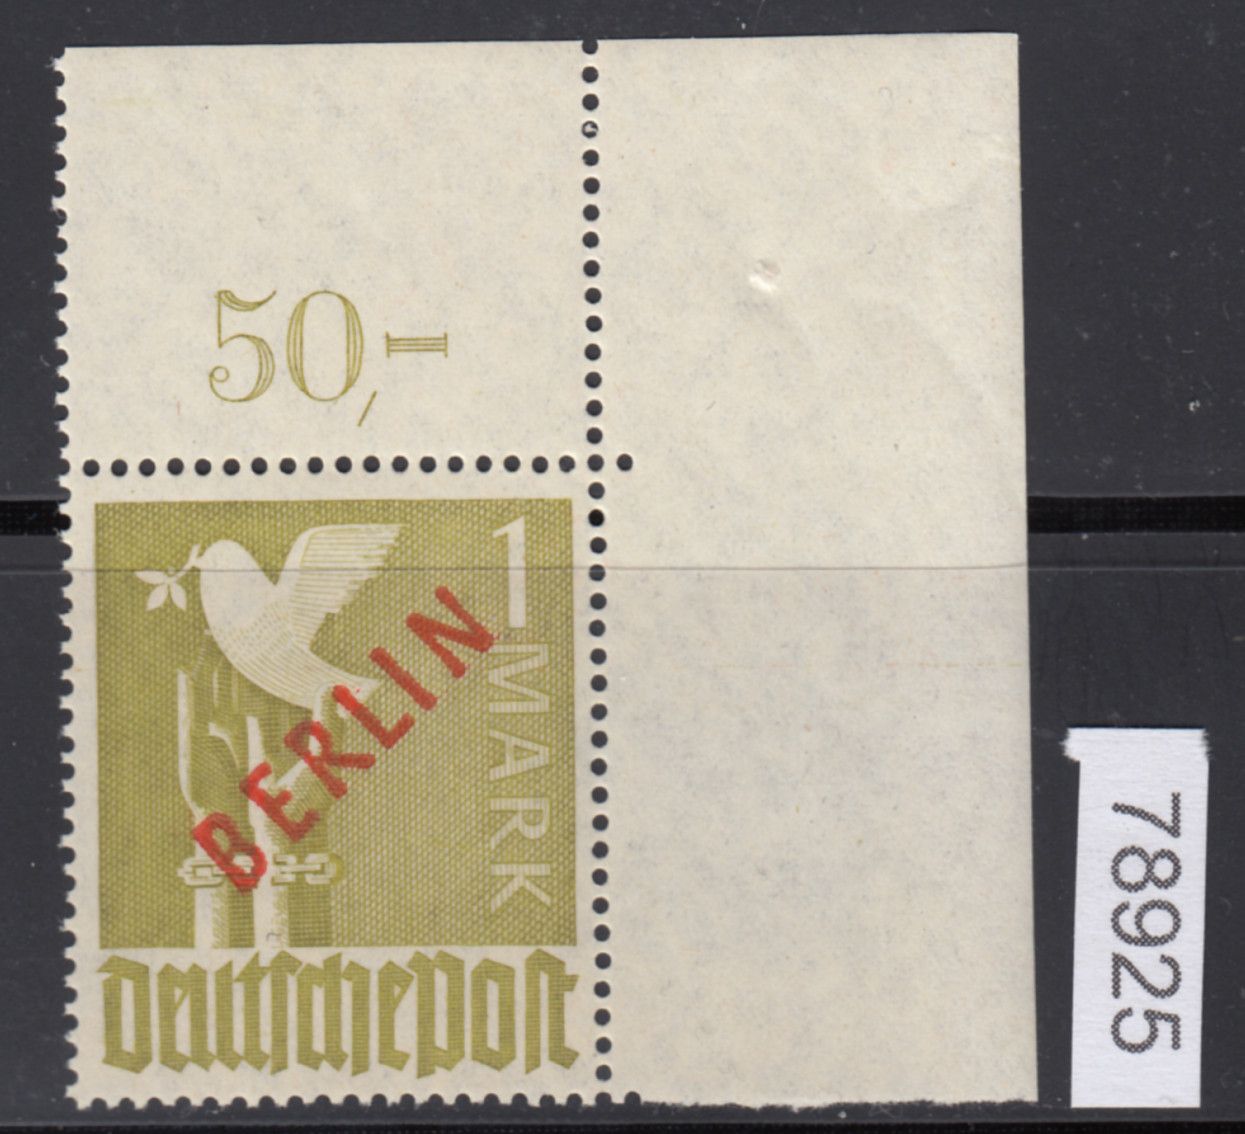 50,-
1
MARK
BERLIN
Deutsche Post
78925